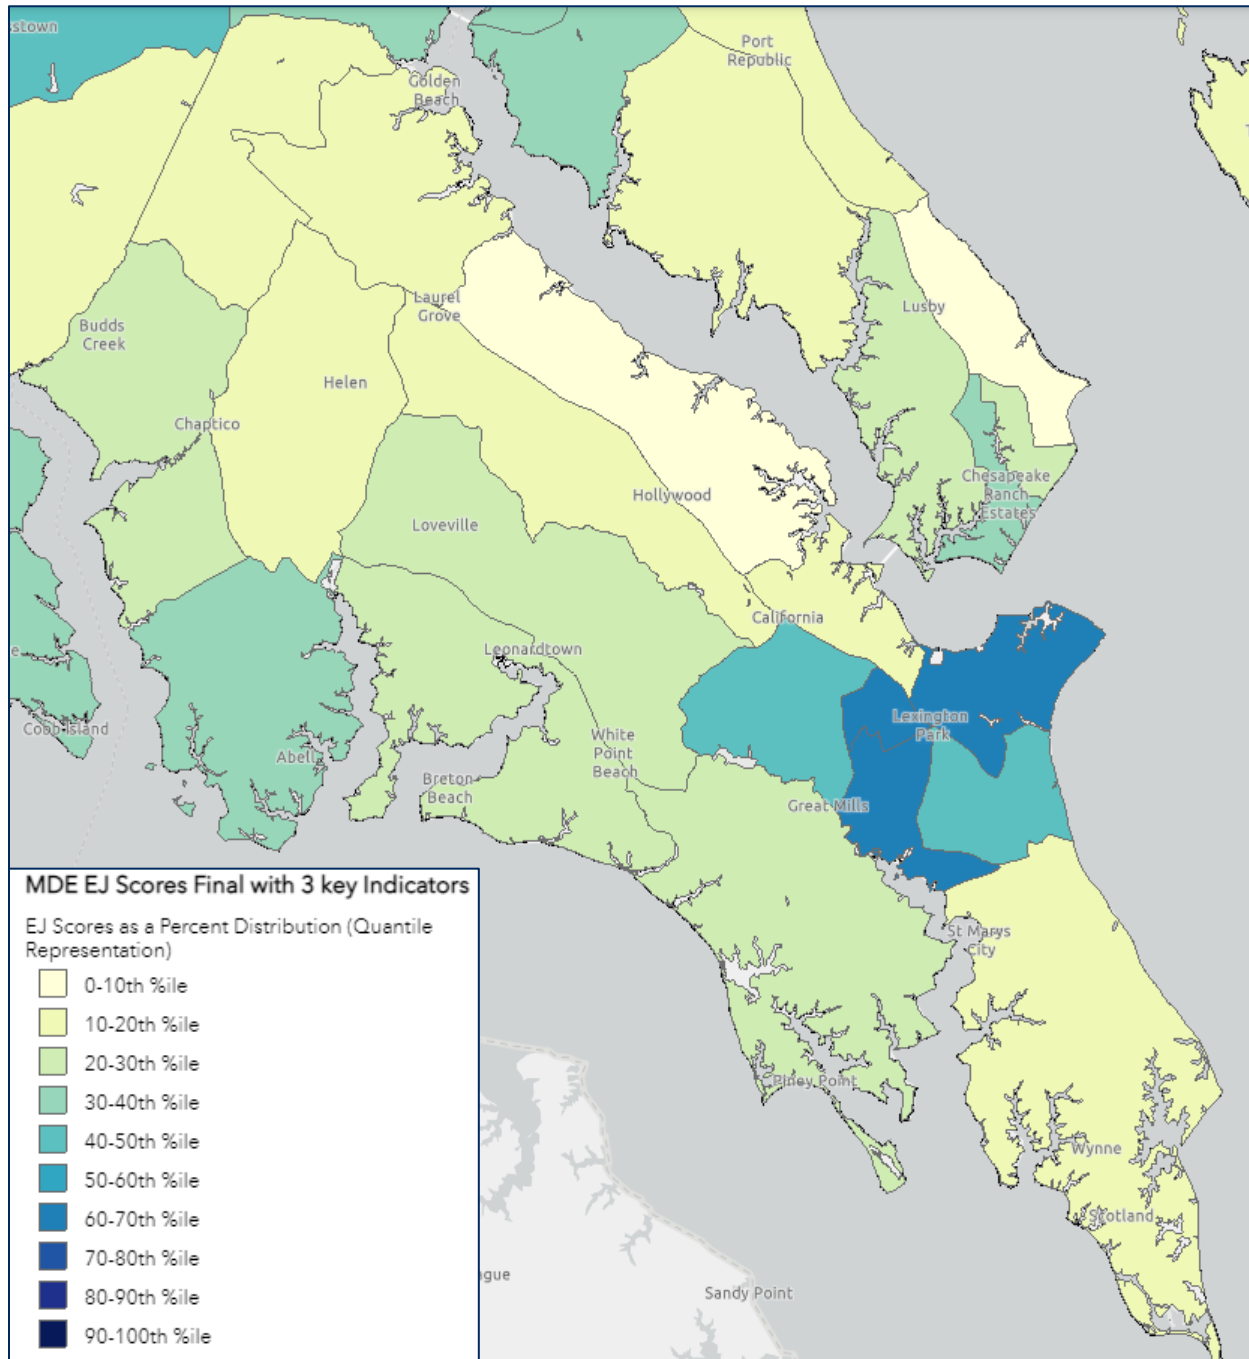 sstown
Port
Republic
Golden
Beach
Laurel
Grove
Lusby
Budds
Creek
Helen
Chaptico
Chesapeake
Ranch
Estates
Hollywood
Loveville
California
Leonardtown
Lexington
Park
Cobb Island
Abell
White
Point
Beach
Breton
Beach
Great Mills
St Marys
City
Piney Point
Wynne
Scotland
e
ague
Sandy Point
MDE EJ Scores Final with 3 key Indicators
EJ Scores as a Percent Distribution (Quantile
Representation)
0-10th %ile
10-20th %ile
20-30th %ile
30-40th %ile
40-50th %ile
50-60th %ile
60-70th %ile
70-80th %ile
80-90th %ile
90-100th %ile